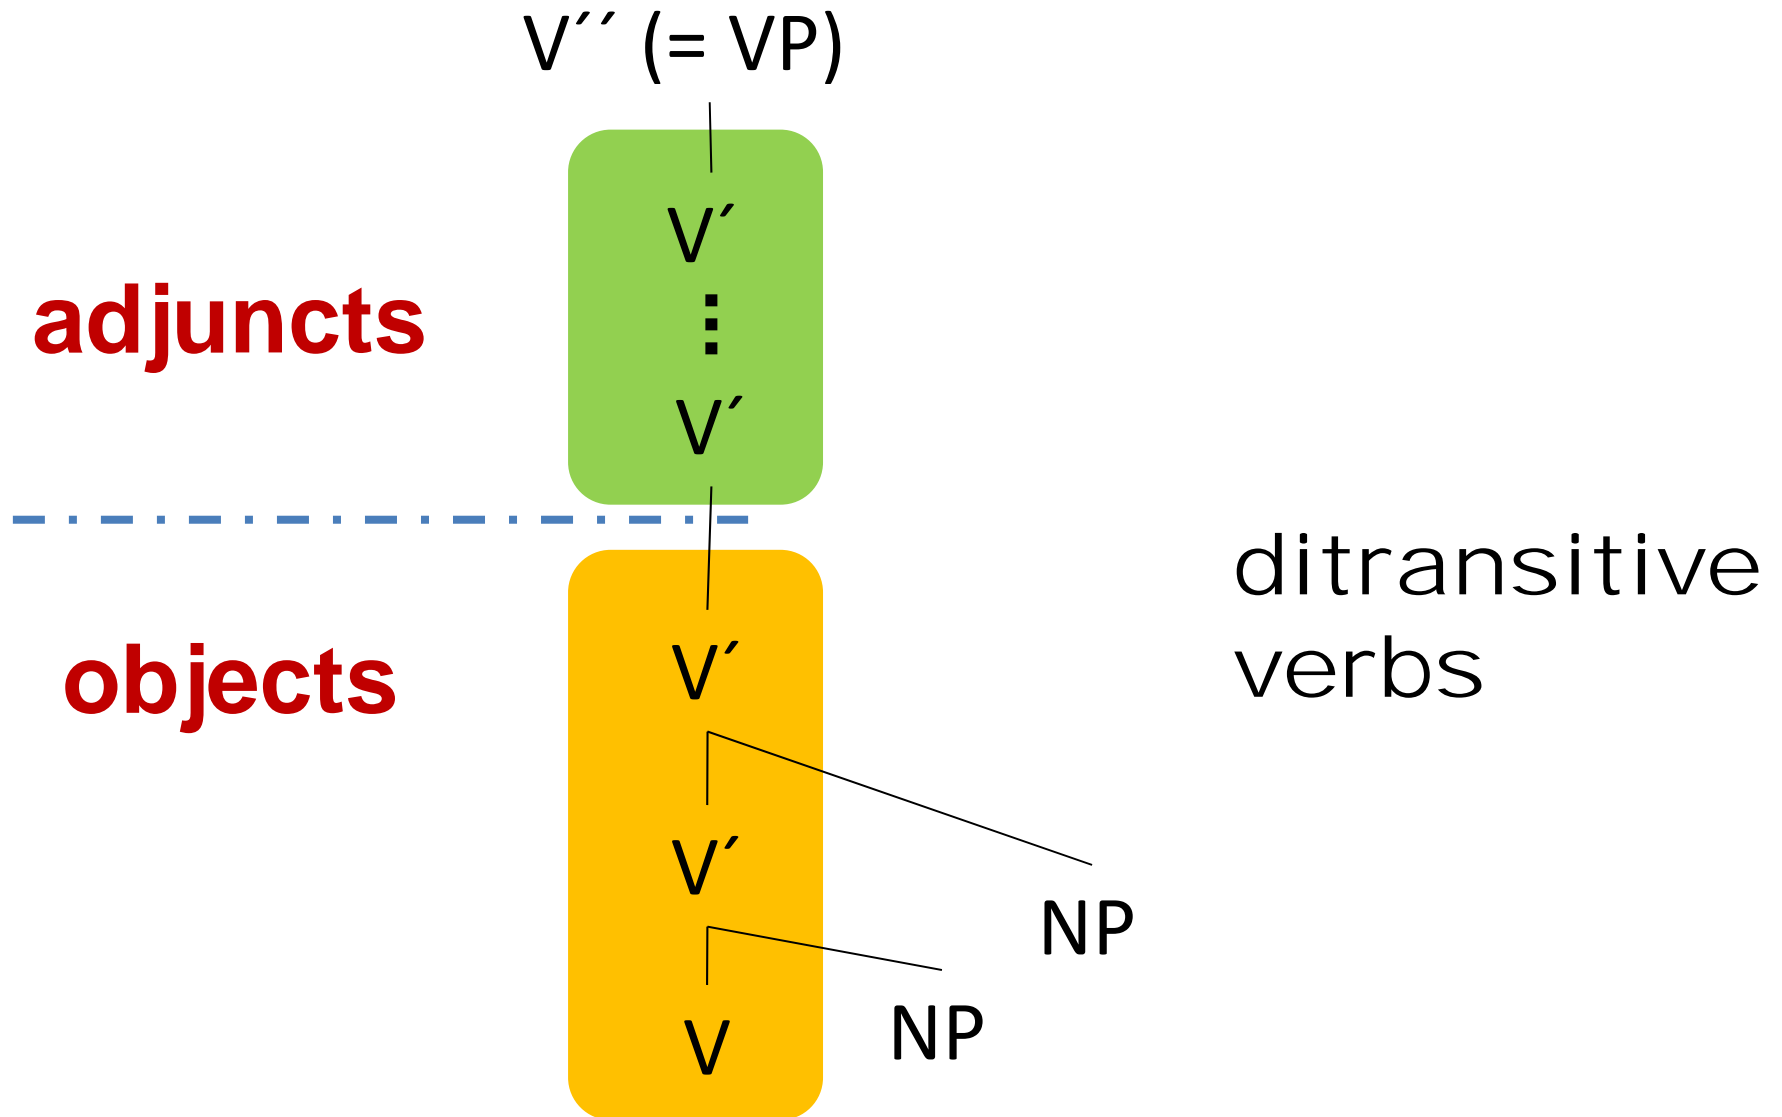 V´´ (= VP)
V´
⋮
adjuncts
V´
ditransitive
verbs
objects
V´
V´
NP
NP
V